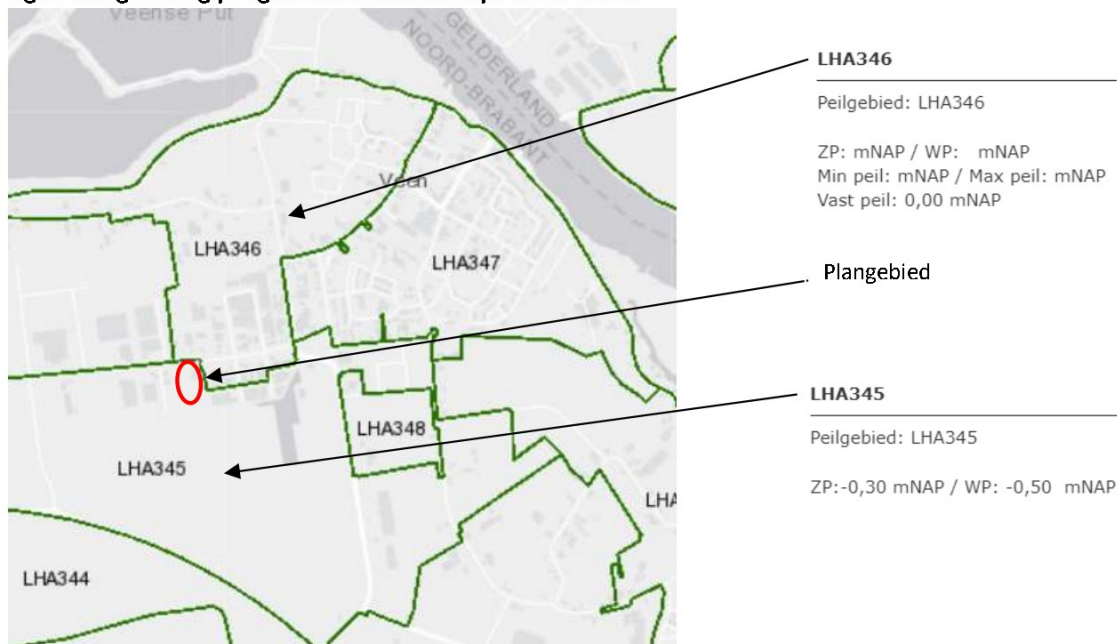 Veense Put
GELDERLAND
NOORD-BRABANT
Veen
LHA346
LHA347
LHA348
LHA345
LHA344
LHA
LHA346
Peilgebied: LHA346
ZP: mNAP / WP: mNAP
Min peil: mNAP / Max peil: mNAP
Vast peil: 0,00 mNAP
Plangebied
LHA345
Peilgebied: LHA345
ZP:-0,30 mNAP / WP: -0,50 mNAP